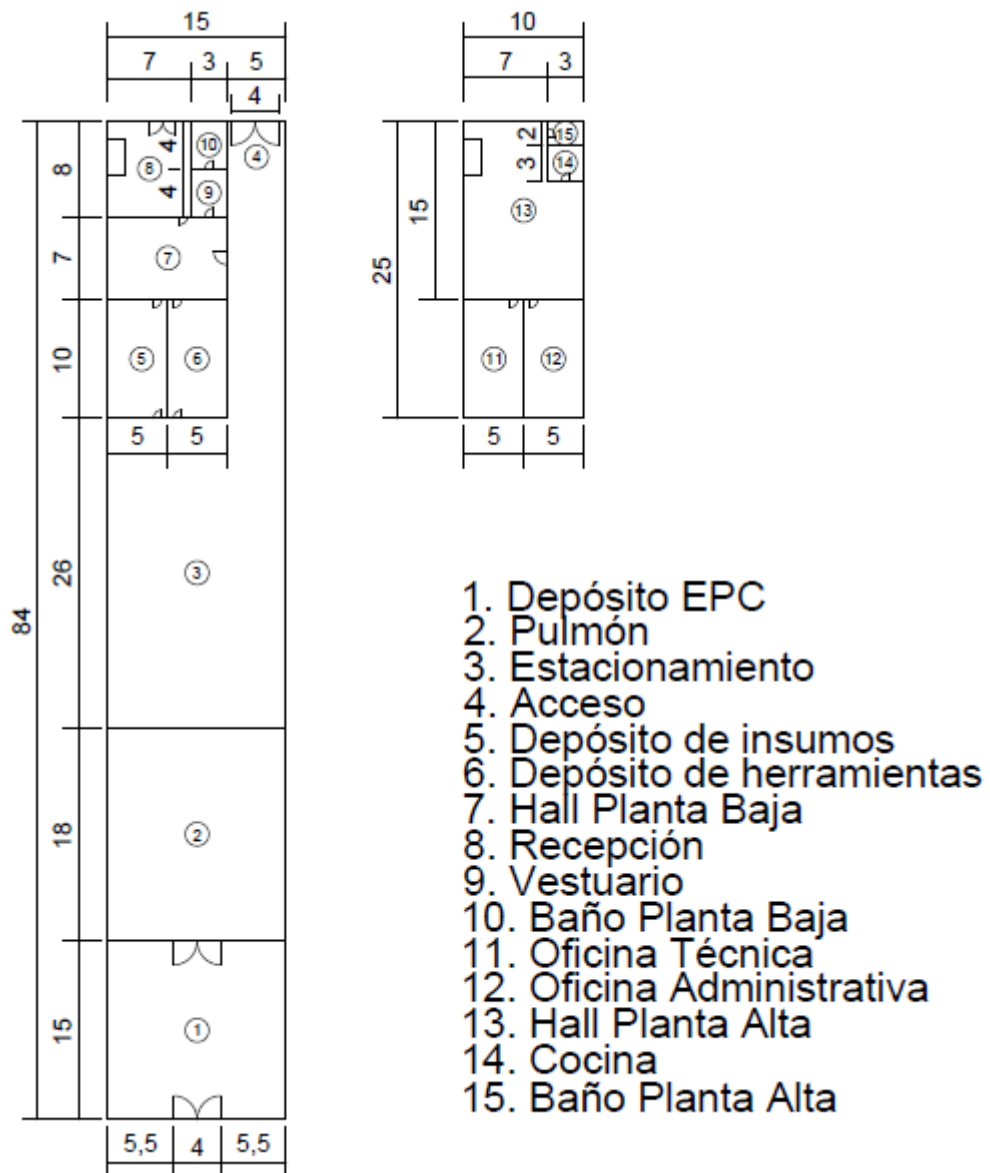 15
10
7 3 5
7 3
4
8
4
4
8
10
9
4
7
7
10
5
6
5 5
84
26
3
18
2
15
1
5,5 4 5,5
2
15
3
14
13
15
25
11
12
5 5
1. Depósito EPC
2. Pulmón
3. Estacionamiento
4. Acceso
5. Depósito de insumos
6. Depósito de herramientas
7. Hall Planta Baja
8. Recepción
9. Vestuario
10. Baño Planta Baja
11. Oficina Técnica
12. Oficina Administrativa
13. Hall Planta Alta
14. Cocina
15. Baño Planta Alta